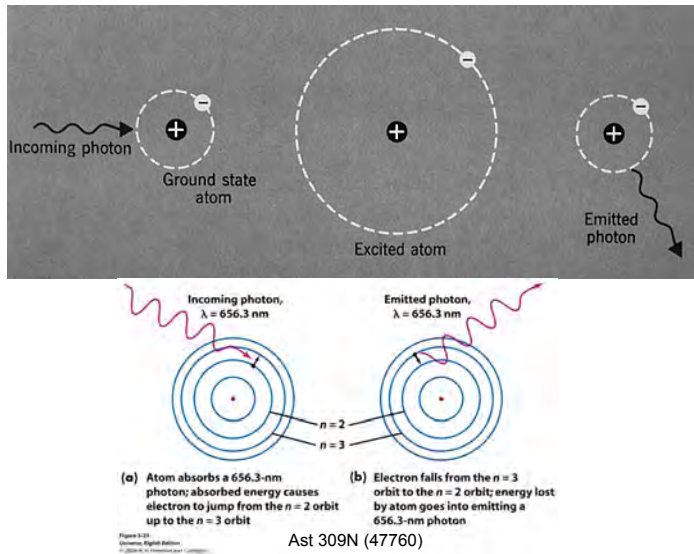 Incoming photon
Ground state
atom
Excited atom
Emitted
photon
Incoming photon,
λ = 656.3 nm
Emitted photon,
λ = 656.3 nm
n = 2
n = 3
(a) Atom absorbs a 656.3-nm
photon; absorbed energy causes
electron to jump from the n = 2 orbit
up to the n = 3 orbit
(b) Electron falls from the n = 3
orbit to the n = 2 orbit; energy lost
by atom goes into emitting a
656.3-nm photon
Figure 5-25
Universe, Eighth Edition
Ast 309N (47760)